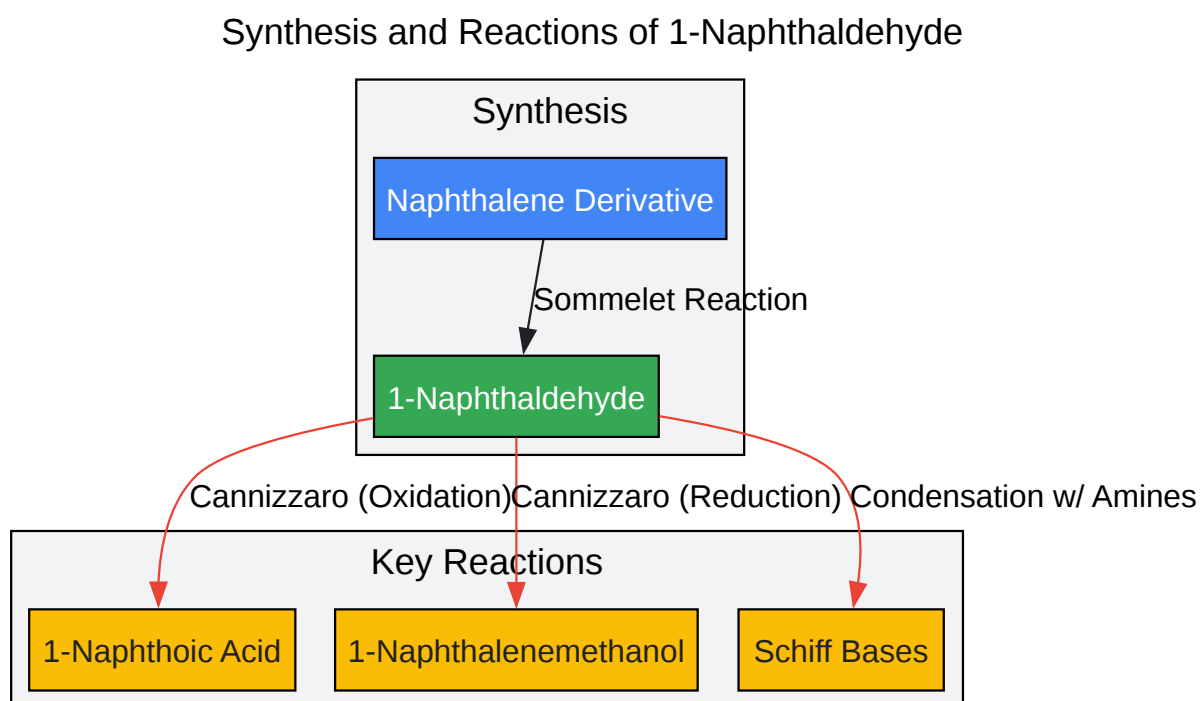 Synthesis and Reactions of 1-Naphthaldehyde
Synthesis
Naphthalene Derivative
Sommelet Reaction
1-Naphthaldehyde
Cannizzaro (Oxidation)
Cannizzaro (Reduction)
Condensation w/ Amines
Key Reactions
1-Naphthoic Acid
1-Naphthalenemethanol
Schiff Bases